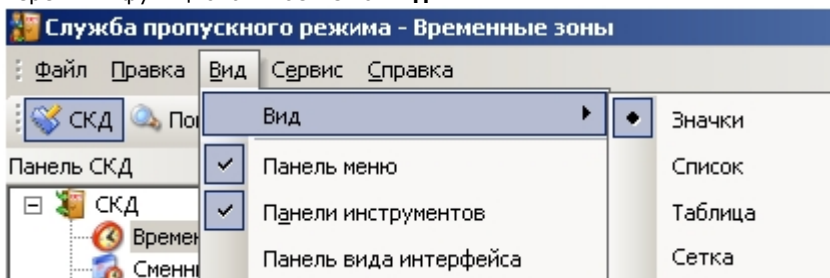 Служба пропускного режима - Временные зоны
Файл Правка Вид Сервис Справка
СКД
Вид
Значки
Панель СКД
Панель меню
Список
СКД
Панели инструментов
Таблица
Панель вида интерфейса
Сетка